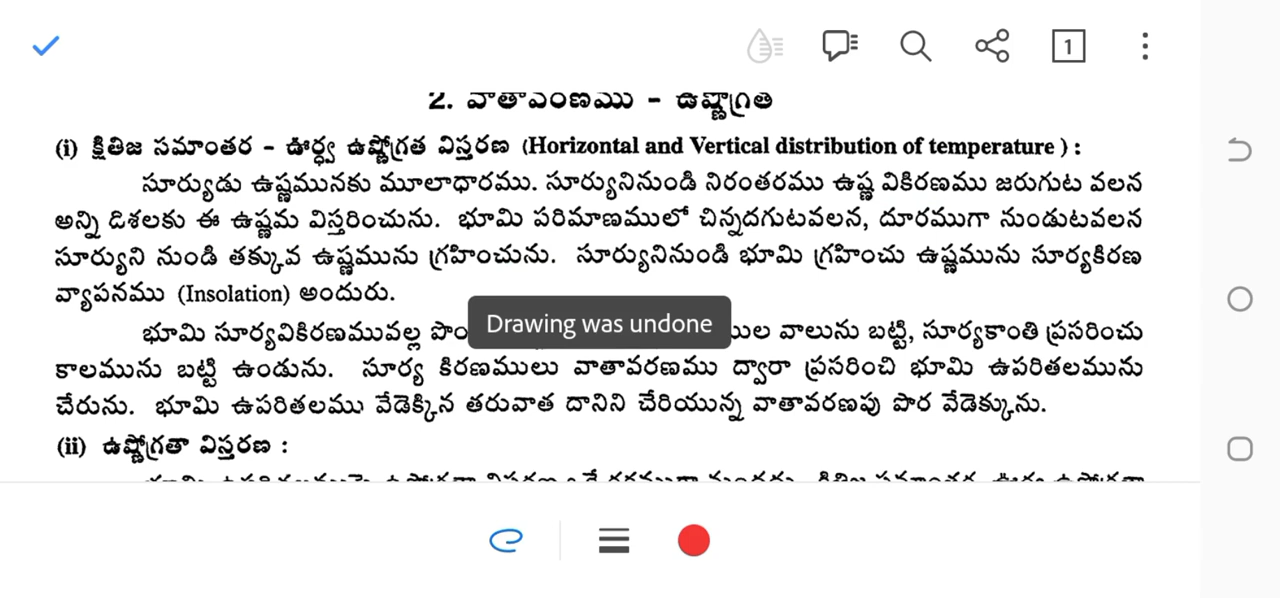 1
2. వాతావరణము - ఉష్ణోగ్రత
(i) క్షితిజ సమాంతర - ఊర్ధ్వ ఉష్ణోగ్రత విస్తరణ (Horizontal and Vertical distribution of temperature ) :
సూర్యుడు ఉష్ణమునకు మూలాధారము. సూర్యునినుండి నిరంతరము ఉష్ణ వికిరణము జరుగుట వలన
అన్ని దిశలకు ఈ ఉష్ణమ విస్తరించును. భూమి పరిమాణములో చిన్నదగుటవలన, దూరముగా నుండుటవలన
సూర్యుని నుండి తక్కువ ఉష్ణమును గ్రహించును. సూర్యునినుండి భూమి గ్రహించు ఉష్ణమును సూర్యకిరణ
వ్యాపనము (Insolation) అందురు.
Drawing was undone
భూమి సూర్యవికిరణమువల్ల వాలును బట్టి, సూర్యకాంతి ప్రసరించు
కాలమును బట్టి ఉండును. సూర్య కిరణములు వాతావరణము ద్వారా ప్రసరించి భూమి ఉపరితలమును
చేరును. భూమి ఉపరితలము వేడెక్కిన తరువాత దానిని చేరియున్న వాతావరణపు పొర వేడెక్కును.
(ii) ఉష్ణోగ్రతా విస్తరణ :